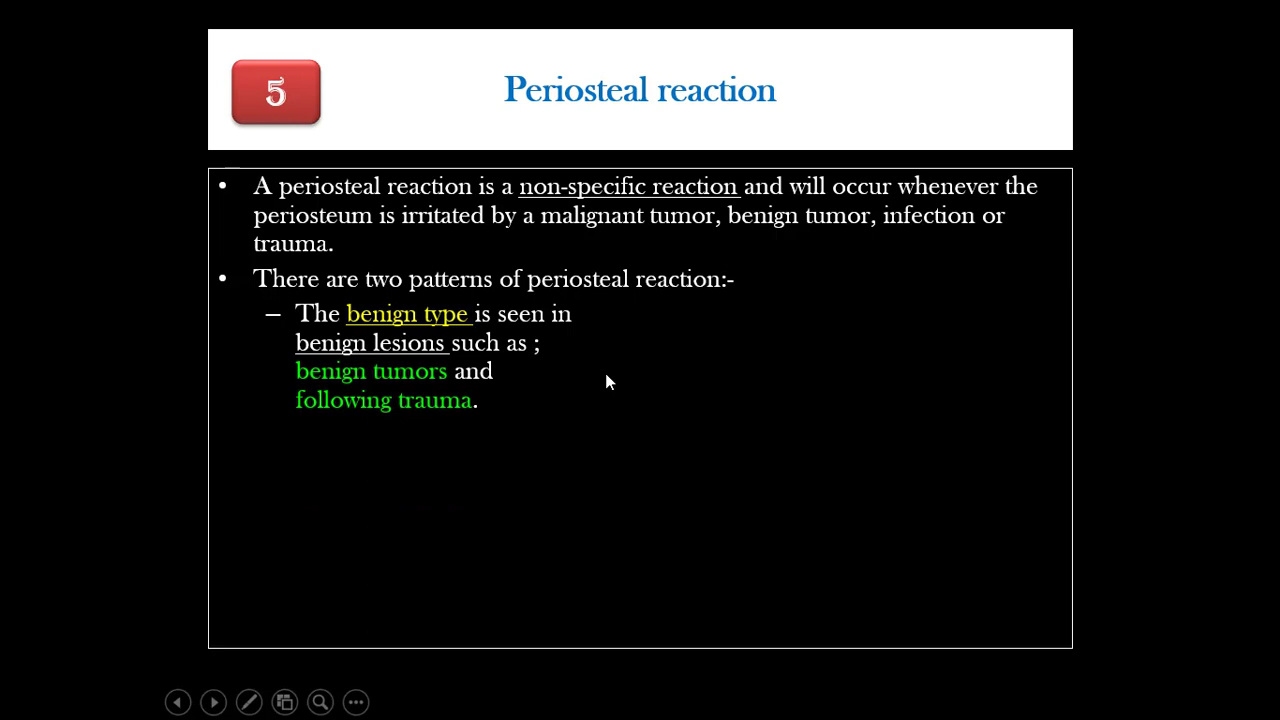 5
Periosteal reaction
• A periosteal reaction is a non-specific reaction and will occur whenever the
periosteum is irritated by a malignant tumor, benign tumor, infection or
trauma.
• There are two patterns of periosteal reaction:-
– The benign type is seen in
benign lesions such as ;
benign tumors and
following trauma.